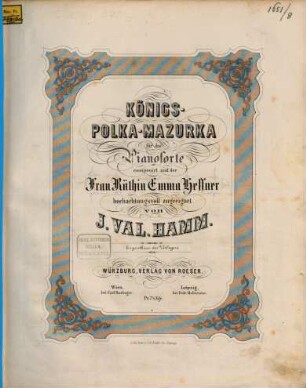 1651/8
KÖNIGS-
POLKA-MAZURKA
für das
Pianoforte
componirt und der
Frau Räthin Emma Heffner
hochachtungsvoll zugeeignet
VON
J. VAL. HAMM.
Eigenthum des Verlegers.
WÜRZBURG, VERLAG VON ROESER.
Wien, Leipzig,